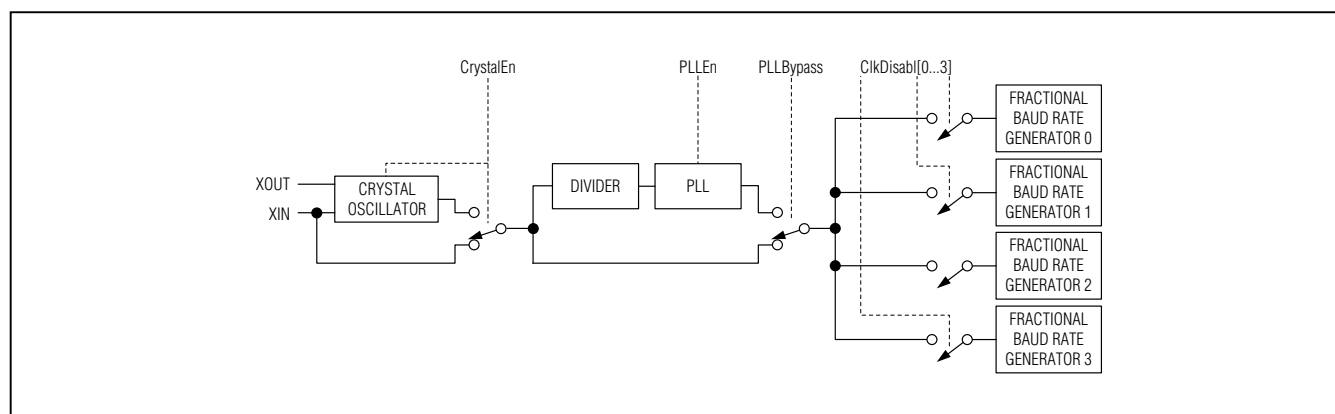 CrystalEn
PLLEn
PLLBypass
ClkDisabl[0...3]
FRACTIONAL
BAUD RATE
GENERATOR 0
XOUT
XIN
CRYSTAL
OSCILLATOR
DIVIDER
PLL
FRACTIONAL
BAUD RATE
GENERATOR 1
FRACTIONAL
BAUD RATE
GENERATOR 2
FRACTIONAL
BAUD RATE
GENERATOR 3